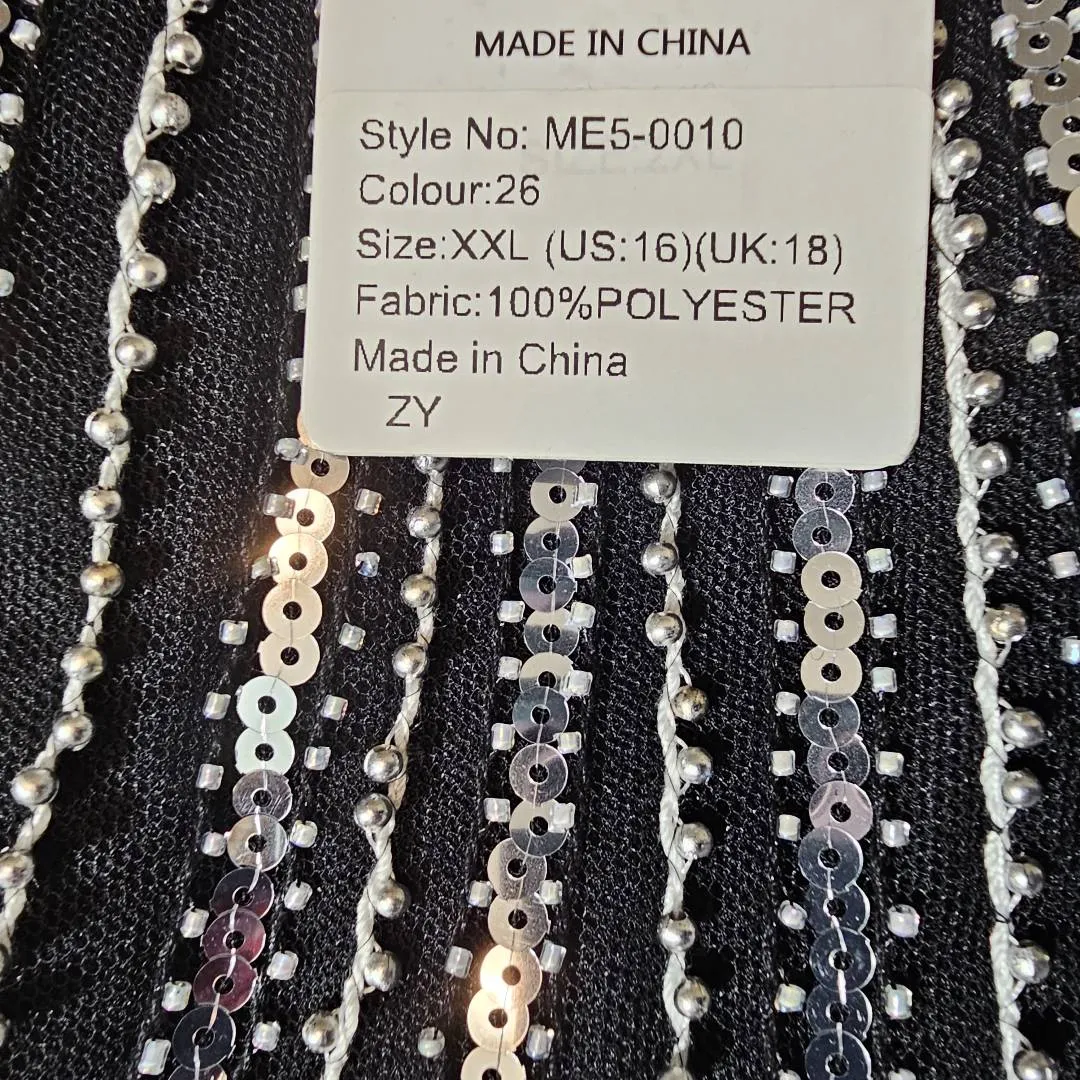 MADE IN CHINA
Style No: ME5-0010
Colour:26
Size:XXL (US:16)(UK:18)
Fabric:100%POLYESTER
Made in China
ZY